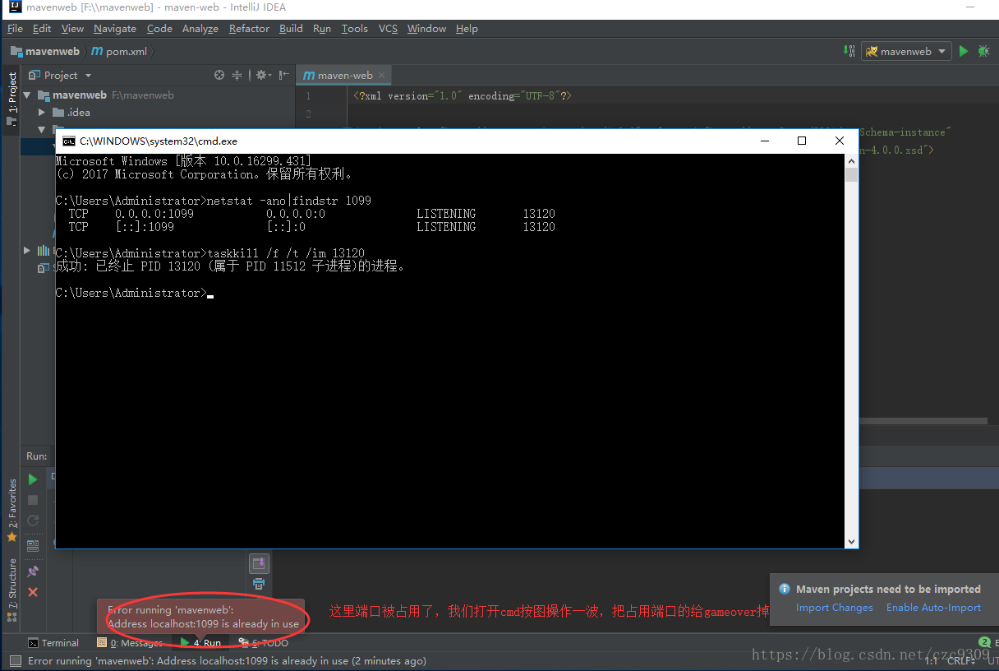 mavenweb [F:\\mavenweb] - maven-web - IntelliJ IDEA
File Edit View Navigate Code Analyze Refactor Build Run Tools VCS Window Help
mavenweb pom.xml mavenweb
1: Project
Project
maven-web
mavenweb F:\mavenweb
.idea
1 <?xml version="1.0" encoding="UTF-8"?>
2
Schema-instance"
n-4.0.0.xsd">
C:\WINDOWS\system32\cmd.exe
Microsoft Windows [版本 10.0.16299.431]
(c) 2017 Microsoft Corporation。保留所有权利。
C:\Users\Administrator>netstat -ano|findstr 1099
TCP 0.0.0.0:1099 0.0.0.0:0 LISTENING 13120
TCP [::]:1099 [::]:0 LISTENING 13120
C:\Users\Administrator>taskkill /f /t /im 13120
成功: 已终止 PID 13120 (属于 PID 11512 子进程)的进程。
C:\Users\Administrator>
Run:
2: Favorites
7: Structure
Error running 'mavenweb':
Address localhost:1099 is already in use
这里端口被占用了，我们打开cmd按图操作一波，把占用端口的给gameover掉
Maven projects need to be imported
Import Changes Enable Auto-Import
Terminal 0: Messages 4: Run 6: TODO 2 E
Error running 'mavenweb': Address localhost:1099 is already in use (2 minutes ago) 1:1 CRLF÷ UT
https://blog.csdn.net/czc9309